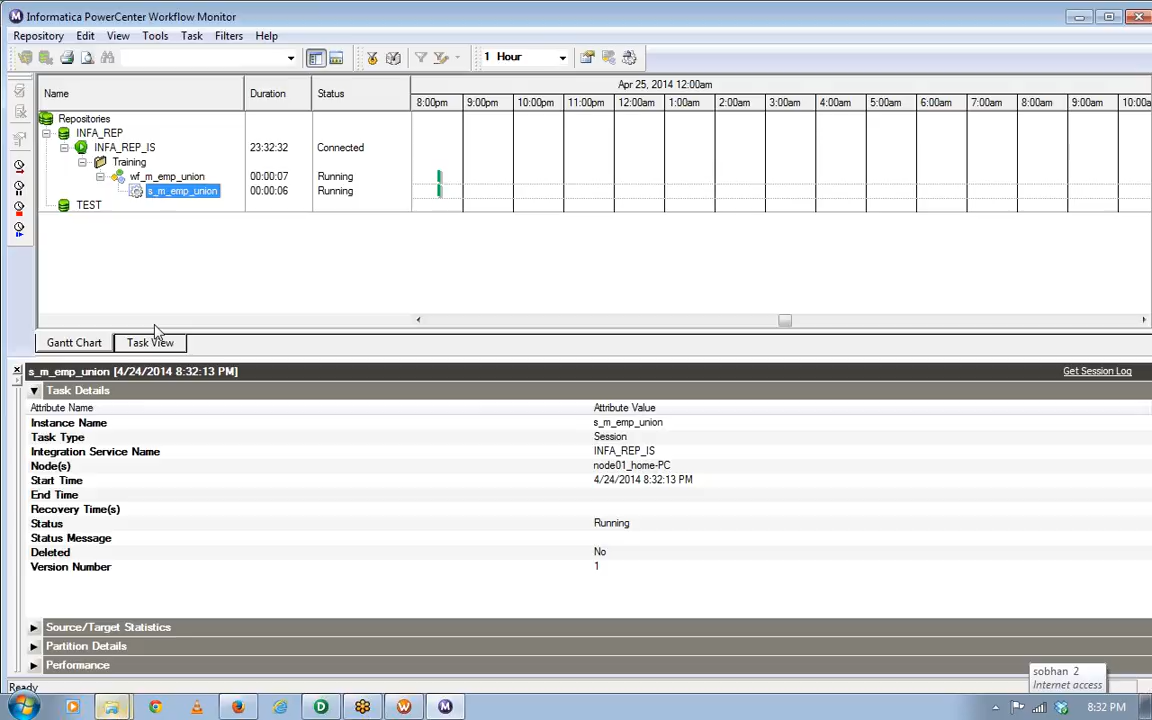 Informatica PowerCenter Workflow Monitor
Repository Edit View Tools Task Filters Help
1 Hour
Name Duration Status Apr 25, 2014 12:00am
8:00pm 9:00pm 10:00pm 11:00pm 12:00am 1:00am 2:00am 3:00am 4:00am 5:00am 6:00am 7:00am 8:00am 9:00am 10:00a
Repositories
INFA_REP
INFA_REP_IS 23:32:32 Connected
Training
wf_m_emp_union 00:00:07 Running
s_m_emp_union 00:00:06 Running
TEST
Gantt Chart Task View
s_m_emp_union [4/24/2014 8:32:13 PM] Get Session Log
Task Details
Attribute Name Attribute Value
Instance Name s_m_emp_union
Task Type Session
Integration Service Name INFA_REP_IS
Node(s) node01_home-PC
Start Time 4/24/2014 8:32:13 PM
End Time
Recovery Time(s)
Status Running
Status Message
Deleted No
Version Number 1
Source/Target Statistics
Partition Details
Performance
sobhan 2
Internet access
Ready
8:32 PM